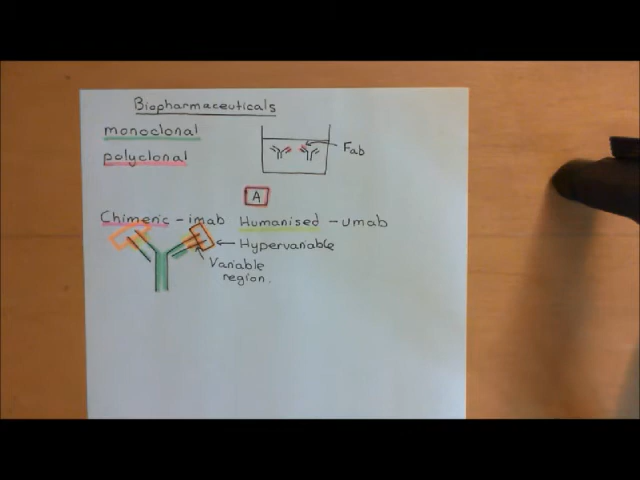 Biopharmaceuticals
monoclonal
polyclonal
Fab
A
Chimeric - imab Humanised - umab
Hypervariable
Variable
region.